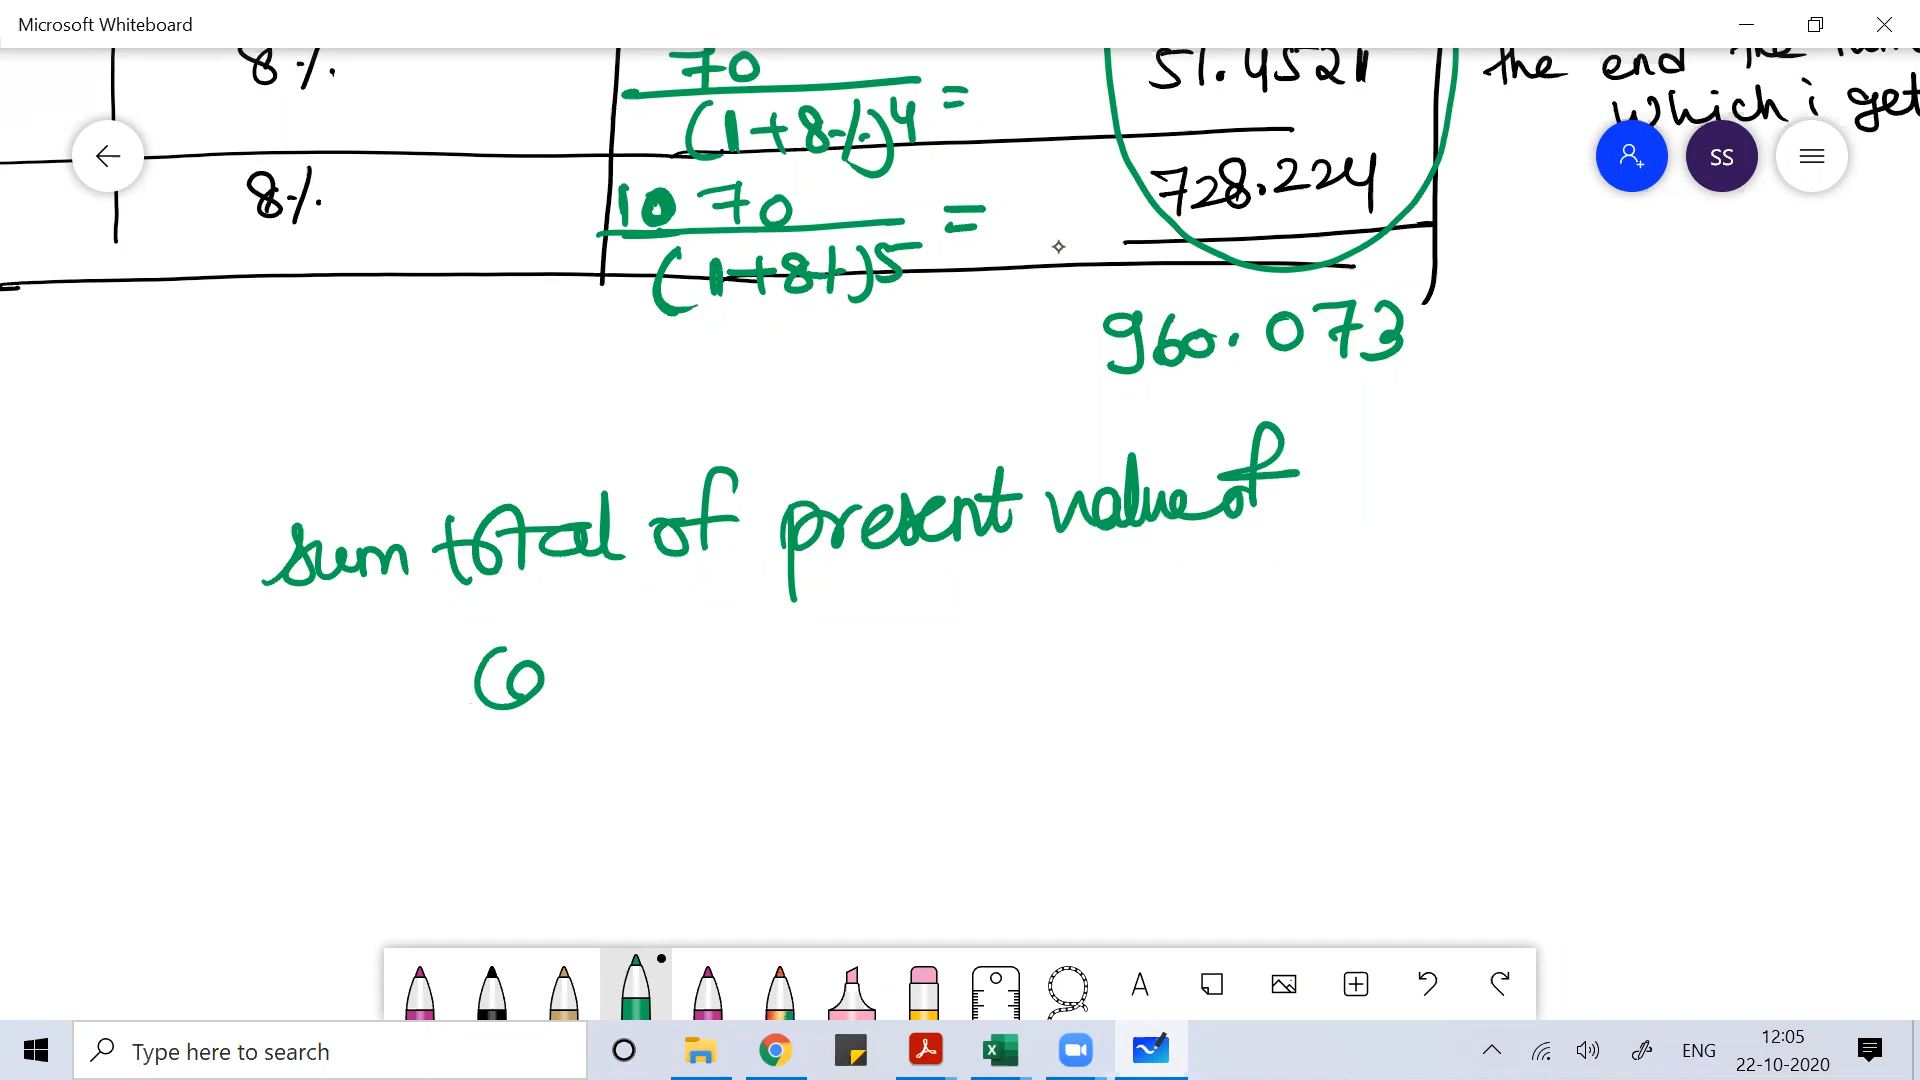 Microsoft Whiteboard
8%
70
(1+8%)4 =
51.4521
the end the
which i get
8%
1070
(1+8%)5 =
728.224
SS
960.073
sum total of present value of
Co
A
Type here to search
ENG
12:05
22-10-2020